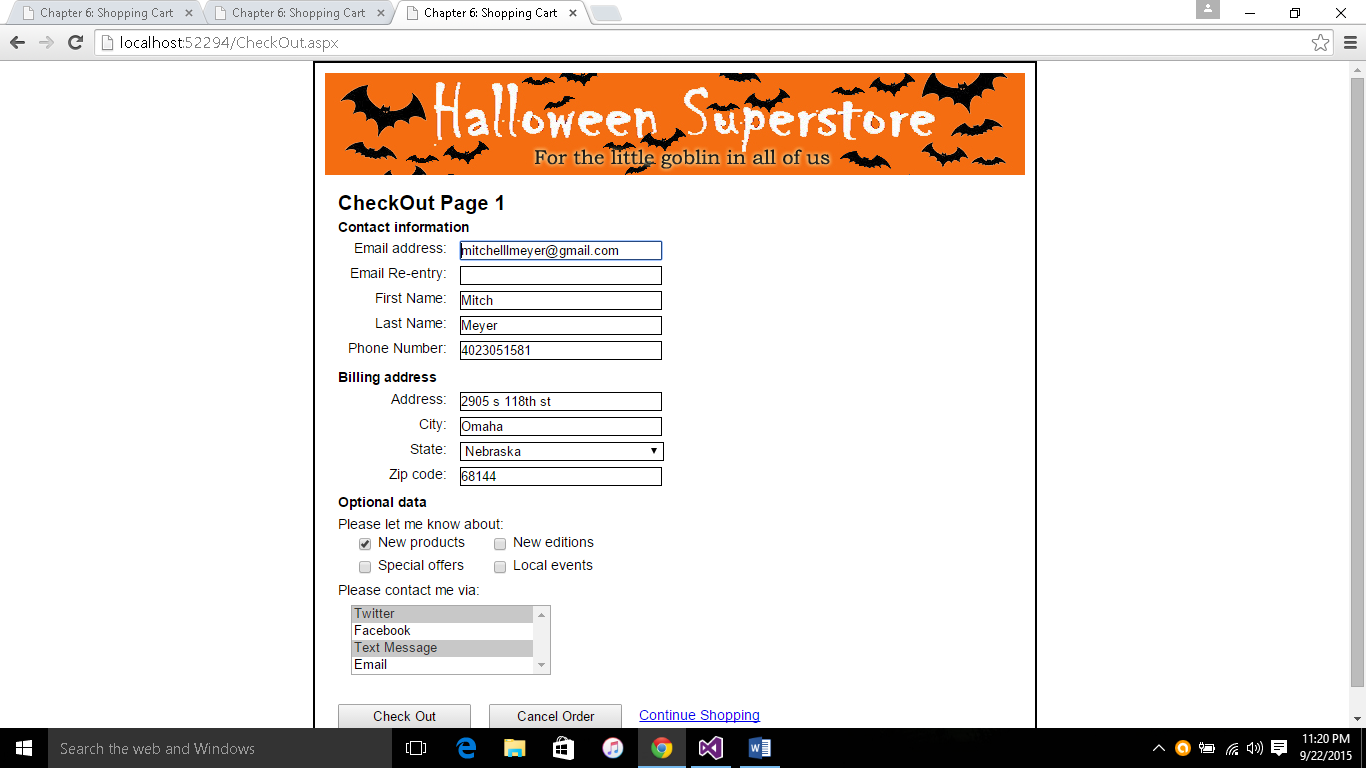 Chapter 6: Shopping Cart
Chapter 6: Shopping Cart
Chapter 6: Shopping Cart
localhost:52294/CheckOut.aspx
Halloween Superstore
For the little goblin in all of us
CheckOut Page 1
Contact information
Email address: mitchelllmeyer@gmail.com
Email Re-entry:
First Name: Mitch
Last Name: Meyer
Phone Number: 4023051581
Billing address
Address: 2905 s 118th st
City: Omaha
State: Nebraska
Zip code: 68144
Optional data
Please let me know about:
New products New editions
Special offers Local events
Please contact me via:
Twitter
Facebook
Text Message
Email
Check Out Cancel Order Continue Shopping
Search the web and Windows
11:20 PM
9/22/2015